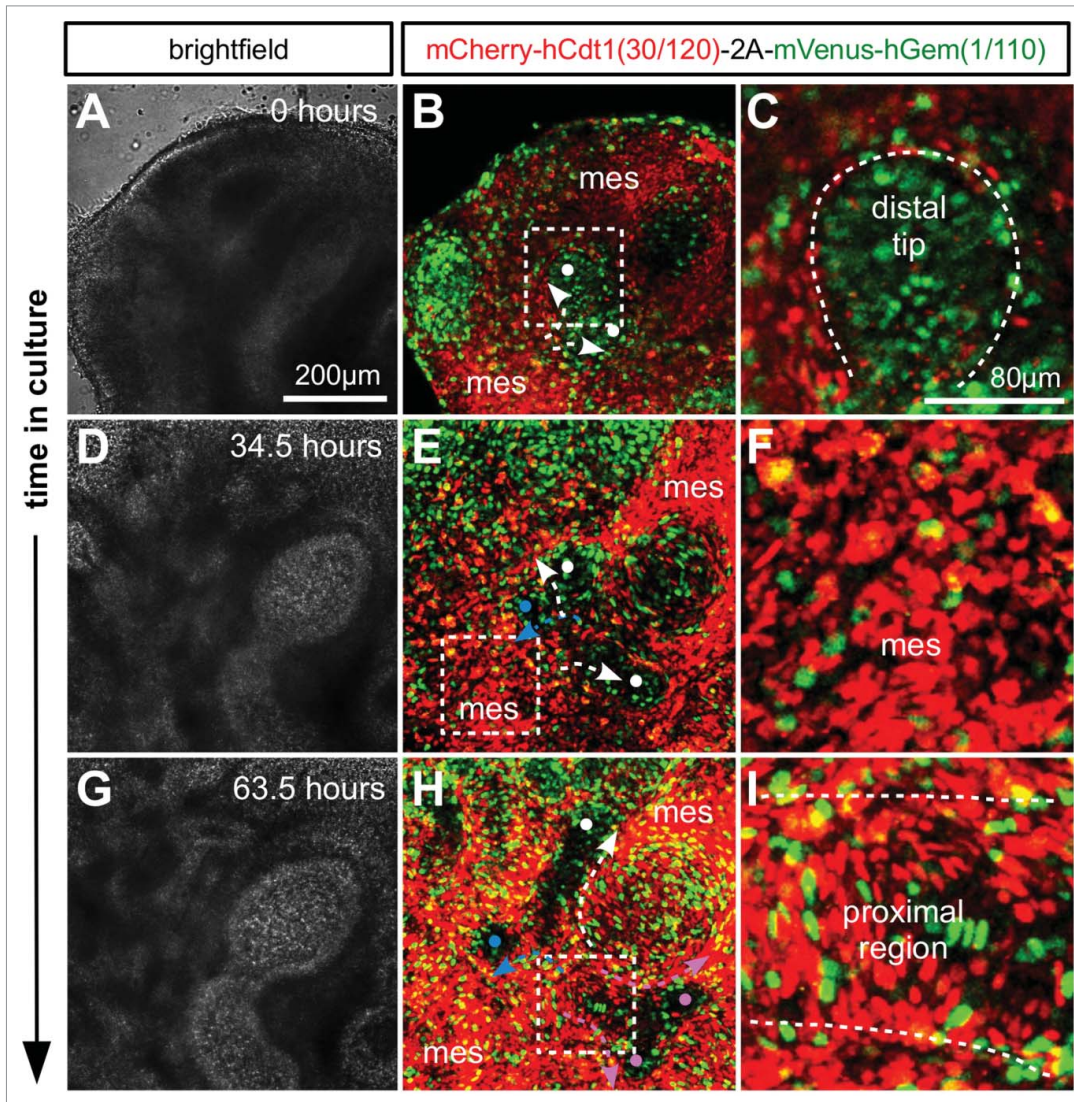 brightfield
mCherry-hCdt1(30/120)-2A-mVenus-hGem(1/110)
time in culture
A
0 hours
200µm
B
mes
mes
C
distal
tip
80µm
D
34.5 hours
E
mes
mes
F
mes
G
63.5 hours
H
mes
mes
I
proximal
region